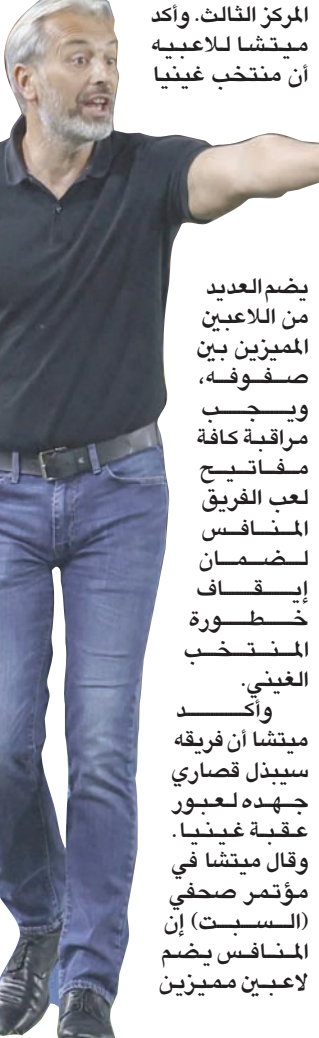 المركز الثالث. وأكد
ميتشا للاعبيه
أن منتخب غينيا
يضم العديد
من اللاعبين
المميزين بين
صفوفه،
ويجب
مراقبة كافة
مفاتيح
لعب الفريق
المنافس
لضمان
إيقاف
خطورة
المنتخب
الغيني.
وأكد
ميتشا أن فريقه
سيبذل قصاري
جهده لعبور
عقبة غينيا.
وقال ميتشا في
مؤتمر صحفي
(السبت) إن
المنافس يضم
لاعبين مميزين